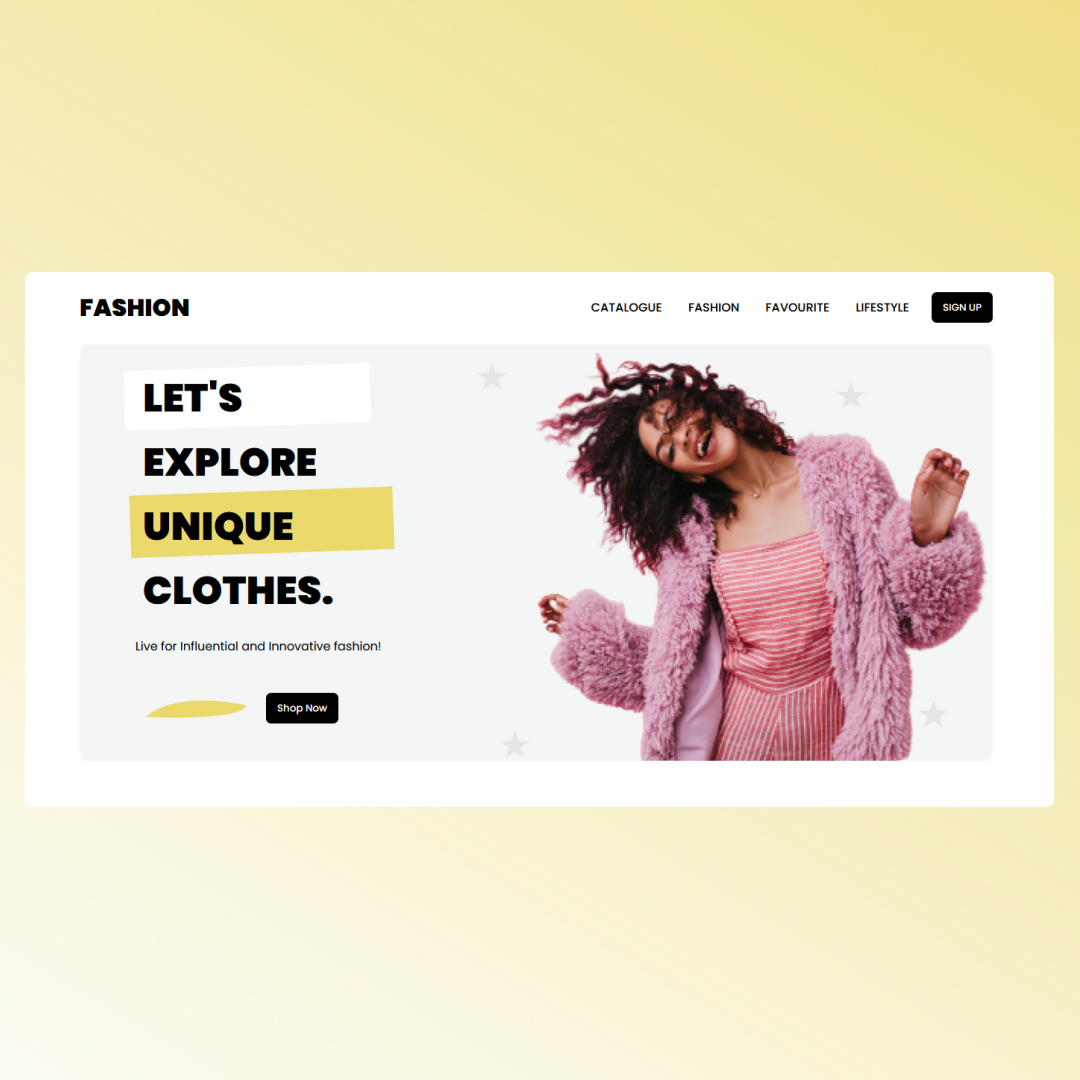 FASHION
CATALOGUE FASHION FAVOURITE LIFESTYLE SIGN UP
LET'S
EXPLORE
UNIQUE
CLOTHES.
Live for Influential and Innovative fashion!
Shop Now